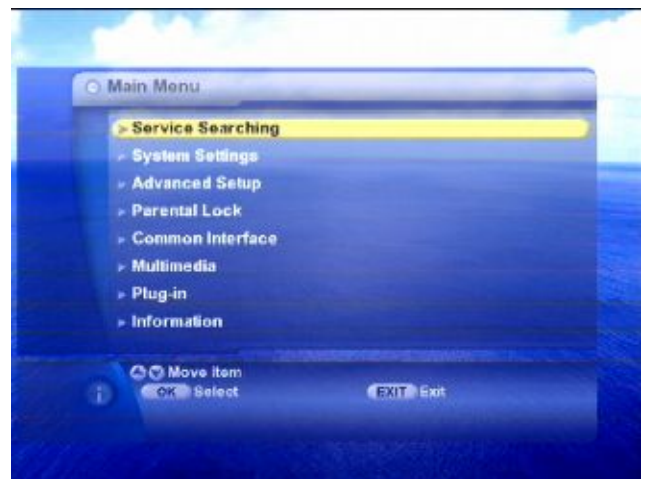 Main Menu
Service Searching
System Settings
Advanced Setup
Parental Lock
Common Interface
Multimedia
Plug-in
Information
Move item
OK Select EXIT Exit